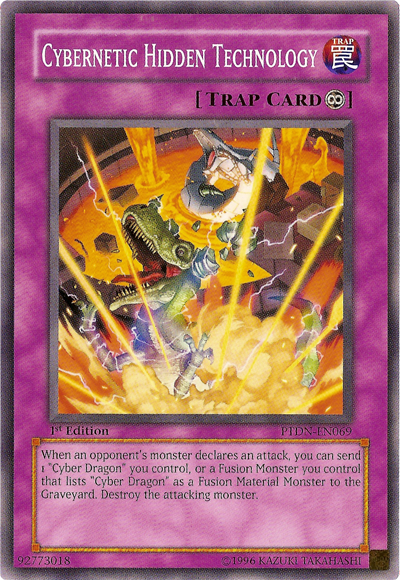 CYBERNETIC HIDDEN TECHNOLOGY
TRAP
罠
[TRAP CARD∞]
1st Edition
PTDN-EN069
When an opponent's monster declares an attack, you can send
1 "Cyber Dragon" you control, or a Fusion Monster you control
that lists "Cyber Dragon" as a Fusion Material Monster to the
Graveyard. Destroy the attacking monster.
92773018
©1996 KAZUKI TAKAHASHI